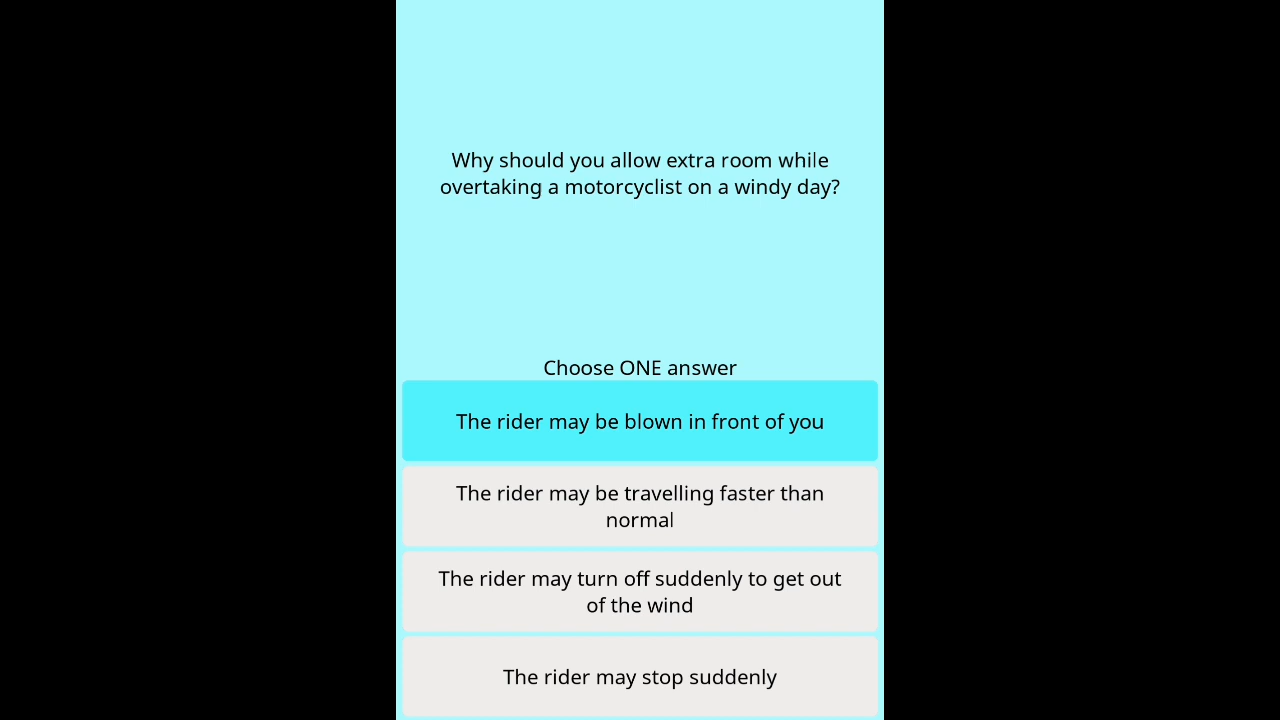 Why should you allow extra room while
overtaking a motorcyclist on a windy day?
Choose ONE answer
The rider may be blown in front of you
The rider may be travelling faster than
normal
The rider may turn off suddenly to get out
of the wind
The rider may stop suddenly